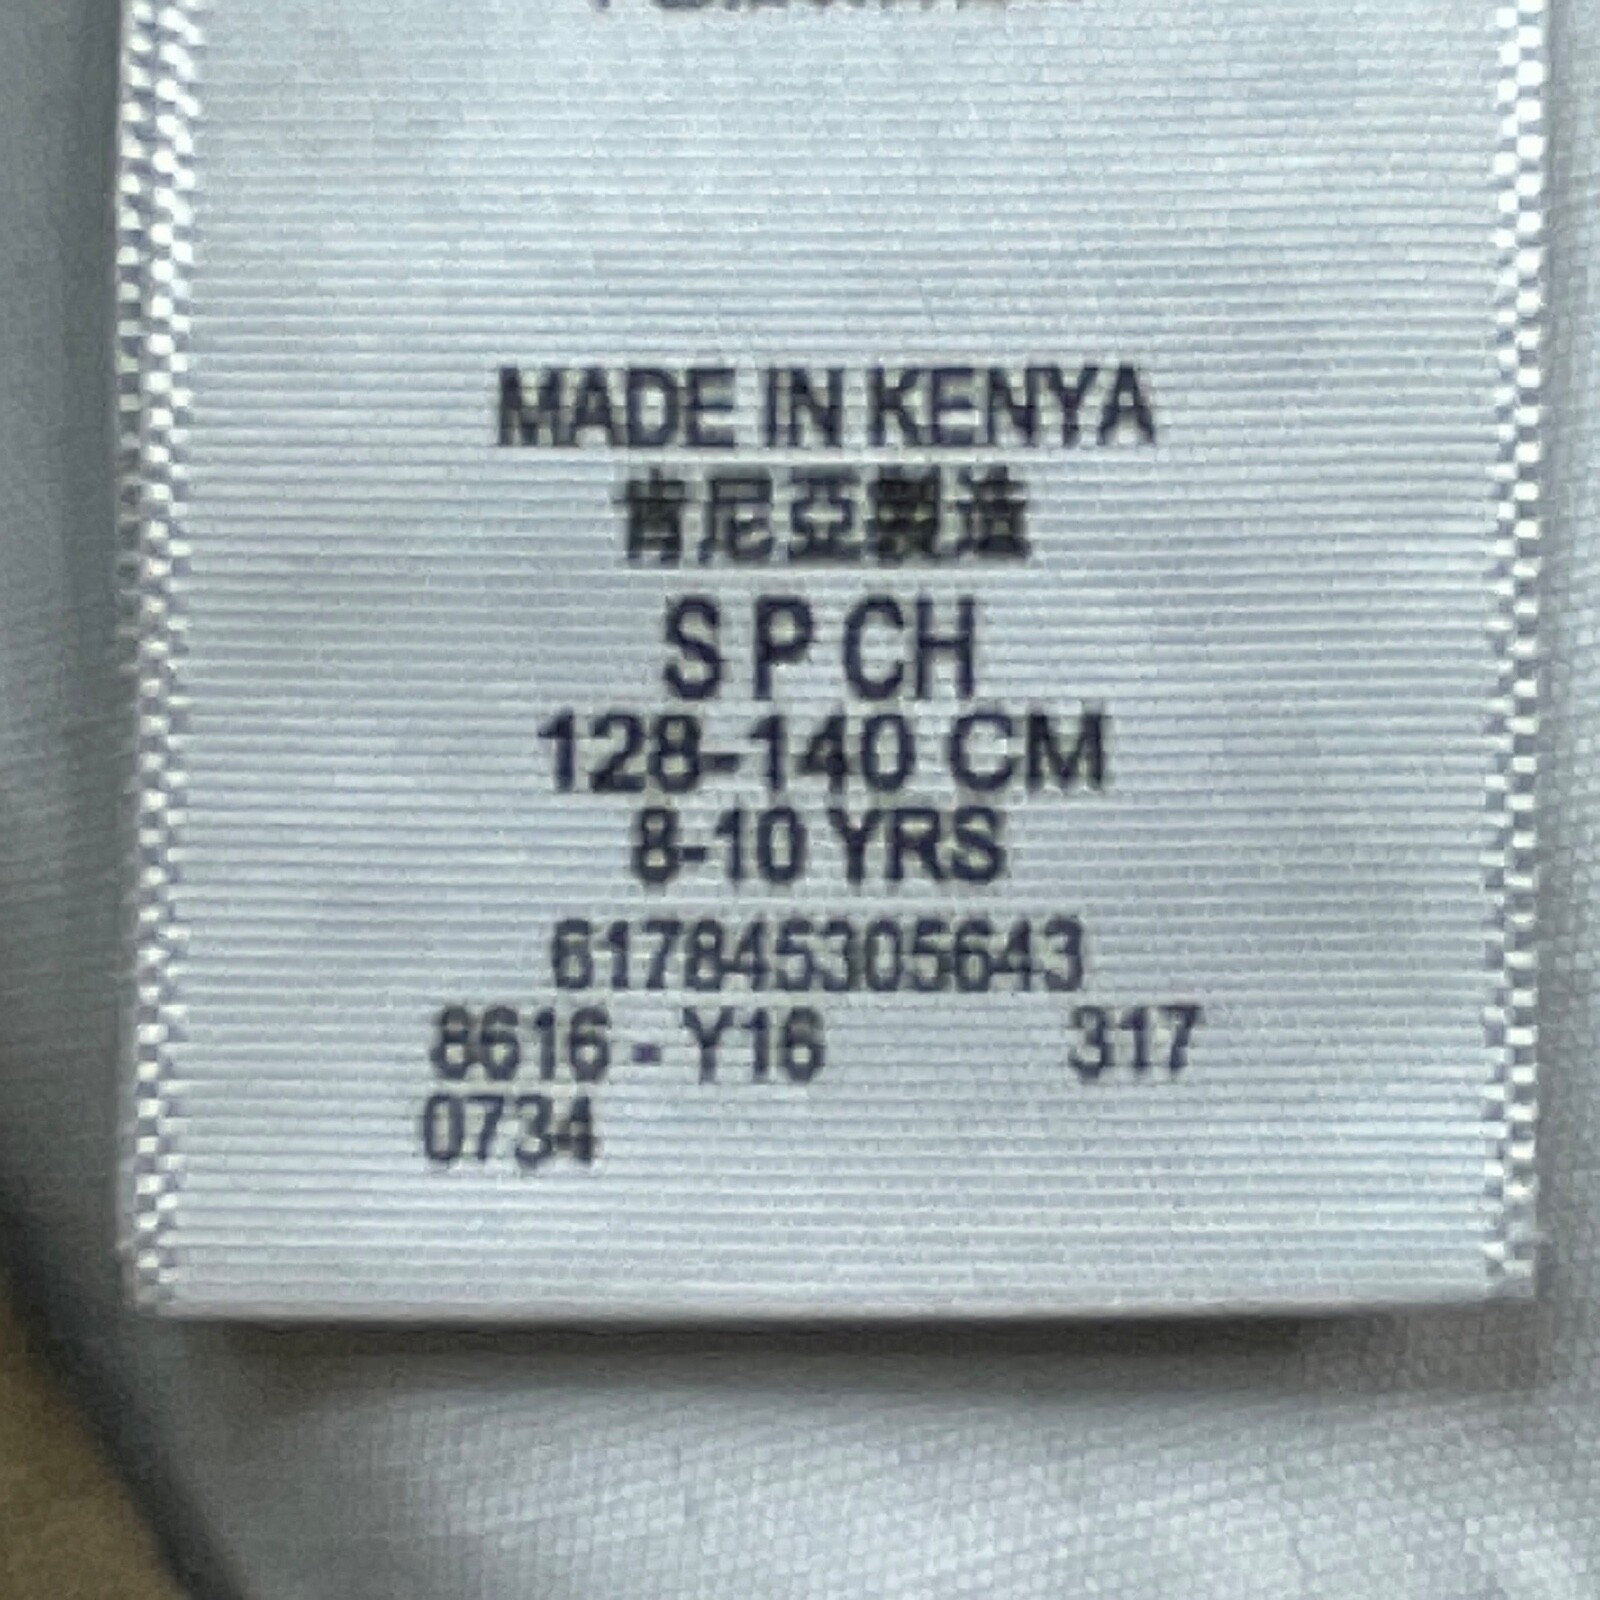 MADE IN KENYA
肯尼亞製造
S P CH
128-140 CM
8-10 YRS
617845305643
8616 - Y16 317
0734